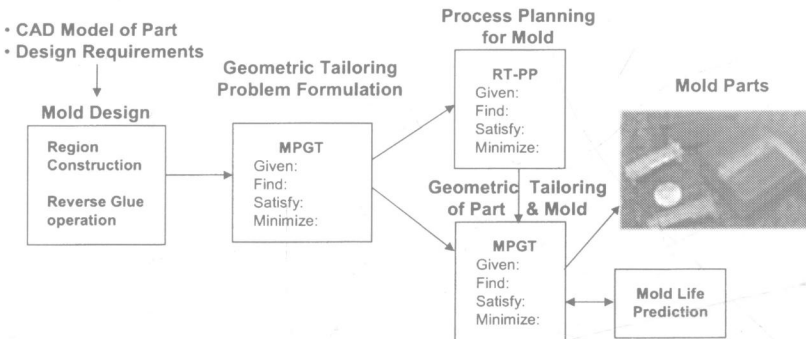 • CAD Model of Part
• Design Requirements
Mold Design
Region
Construction
Reverse Glue
operation
Geometric Tailoring
Problem Formulation
MPGT
Given:
Find:
Satisfy:
Minimize:
Process Planning
for Mold
RT-PP
Given:
Find:
Satisfy:
Minimize:
Geometric Tailoring
of Part & Mold
MPGT
Given:
Find:
Satisfy:
Minimize:
Mold Parts
Mold Life
Prediction